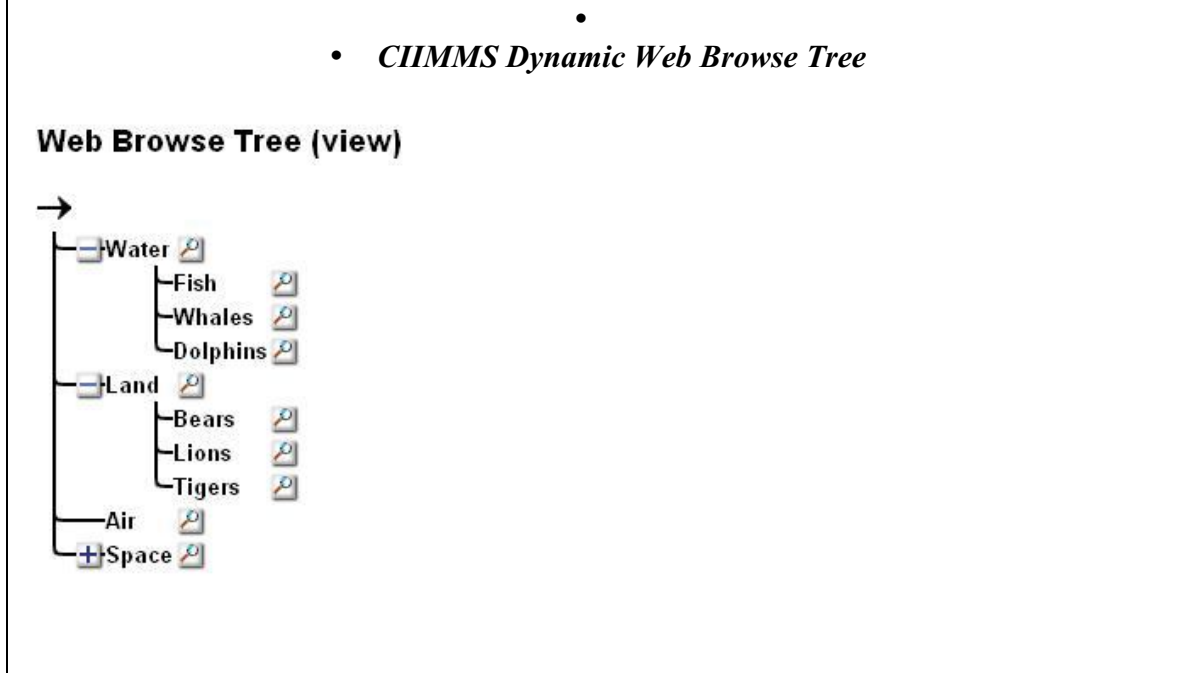 •
• CIIMMS Dynamic Web Browse Tree
Web Browse Tree (view)
Water
Fish
Whales
Dolphins
Land
Bears
Lions
Tigers
Air
Space